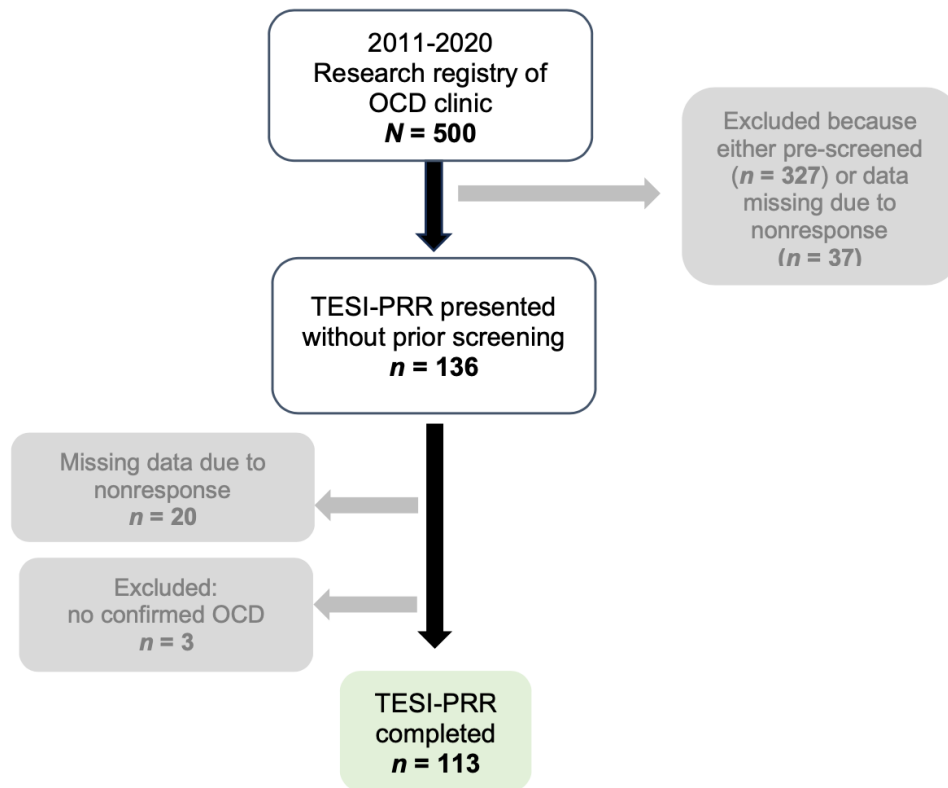 2011-2020
Research registry of
OCD clinic
N = 500
Excluded because
either pre-screened
(n = 327) or data
missing due to
nonresponse
(n = 37)
TESI-PRR presented
without prior screening
n = 136
Missing data due to
nonresponse
n = 20
Excluded:
no confirmed OCD
n = 3
TESI-PRR
completed
n = 113